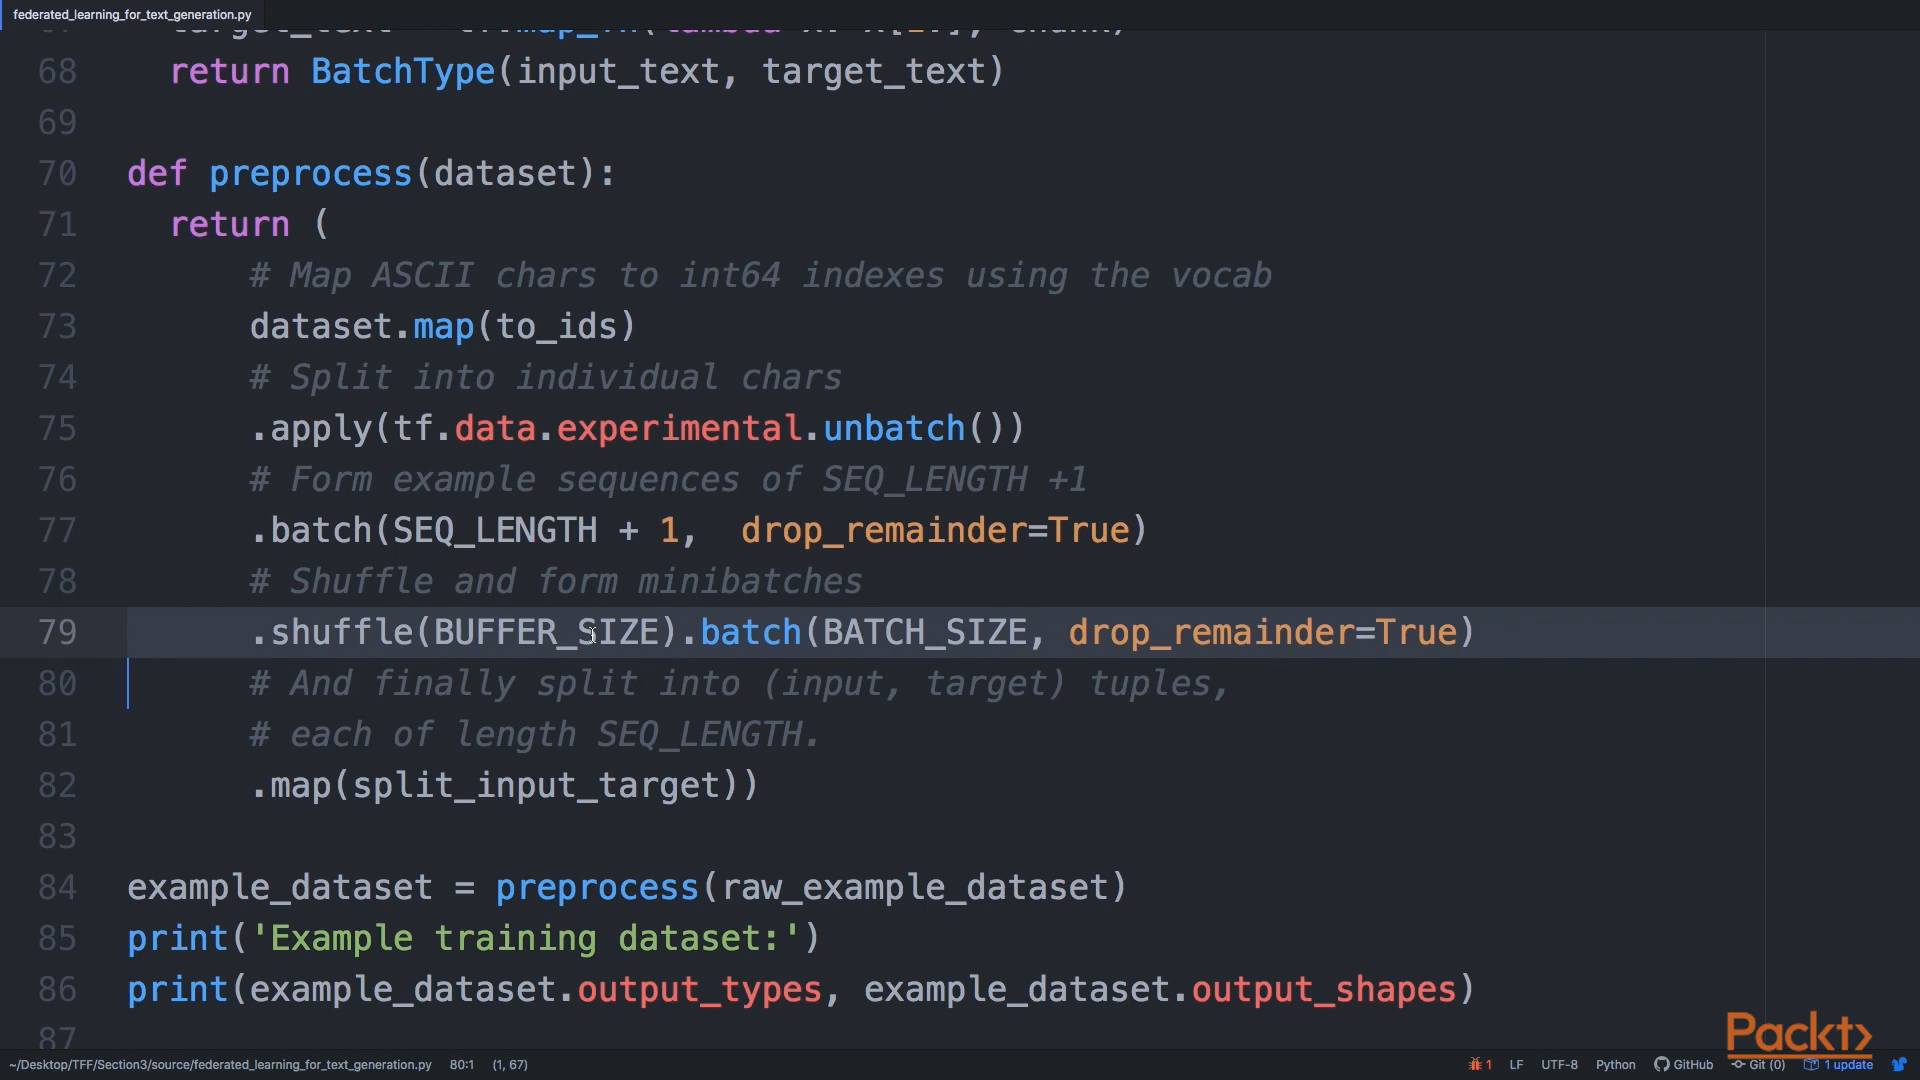 federated_learning_for_text_generation.py
68 return BatchType(input_text, target_text)
69
70 def preprocess(dataset):
71 return (
72 # Map ASCII chars to int64 indexes using the vocab
73 dataset.map(to_ids)
74 # Split into individual chars
75 .apply(tf.data.experimental.unbatch())
76 # Form example sequences of SEQ_LENGTH +1
77 .batch(SEQ_LENGTH + 1,  drop_remainder=True)
78 # Shuffle and form minibatches
79 .shuffle(BUFFER_SIZE).batch(BATCH_SIZE, drop_remainder=True)
80 # And finally split into (input, target) tuples,
81 # each of length SEQ_LENGTH.
82 .map(split_input_target))
83
84 example_dataset = preprocess(raw_example_dataset)
85 print('Example training dataset:')
86 print(example_dataset.output_types, example_dataset.output_shapes)
87
Packt>
~/Desktop/TFF/Section3/source/federated_learning_for_text_generation.py 80:1 (1, 67) 1 LF UTF-8 Python GitHub Git (0) 1 update